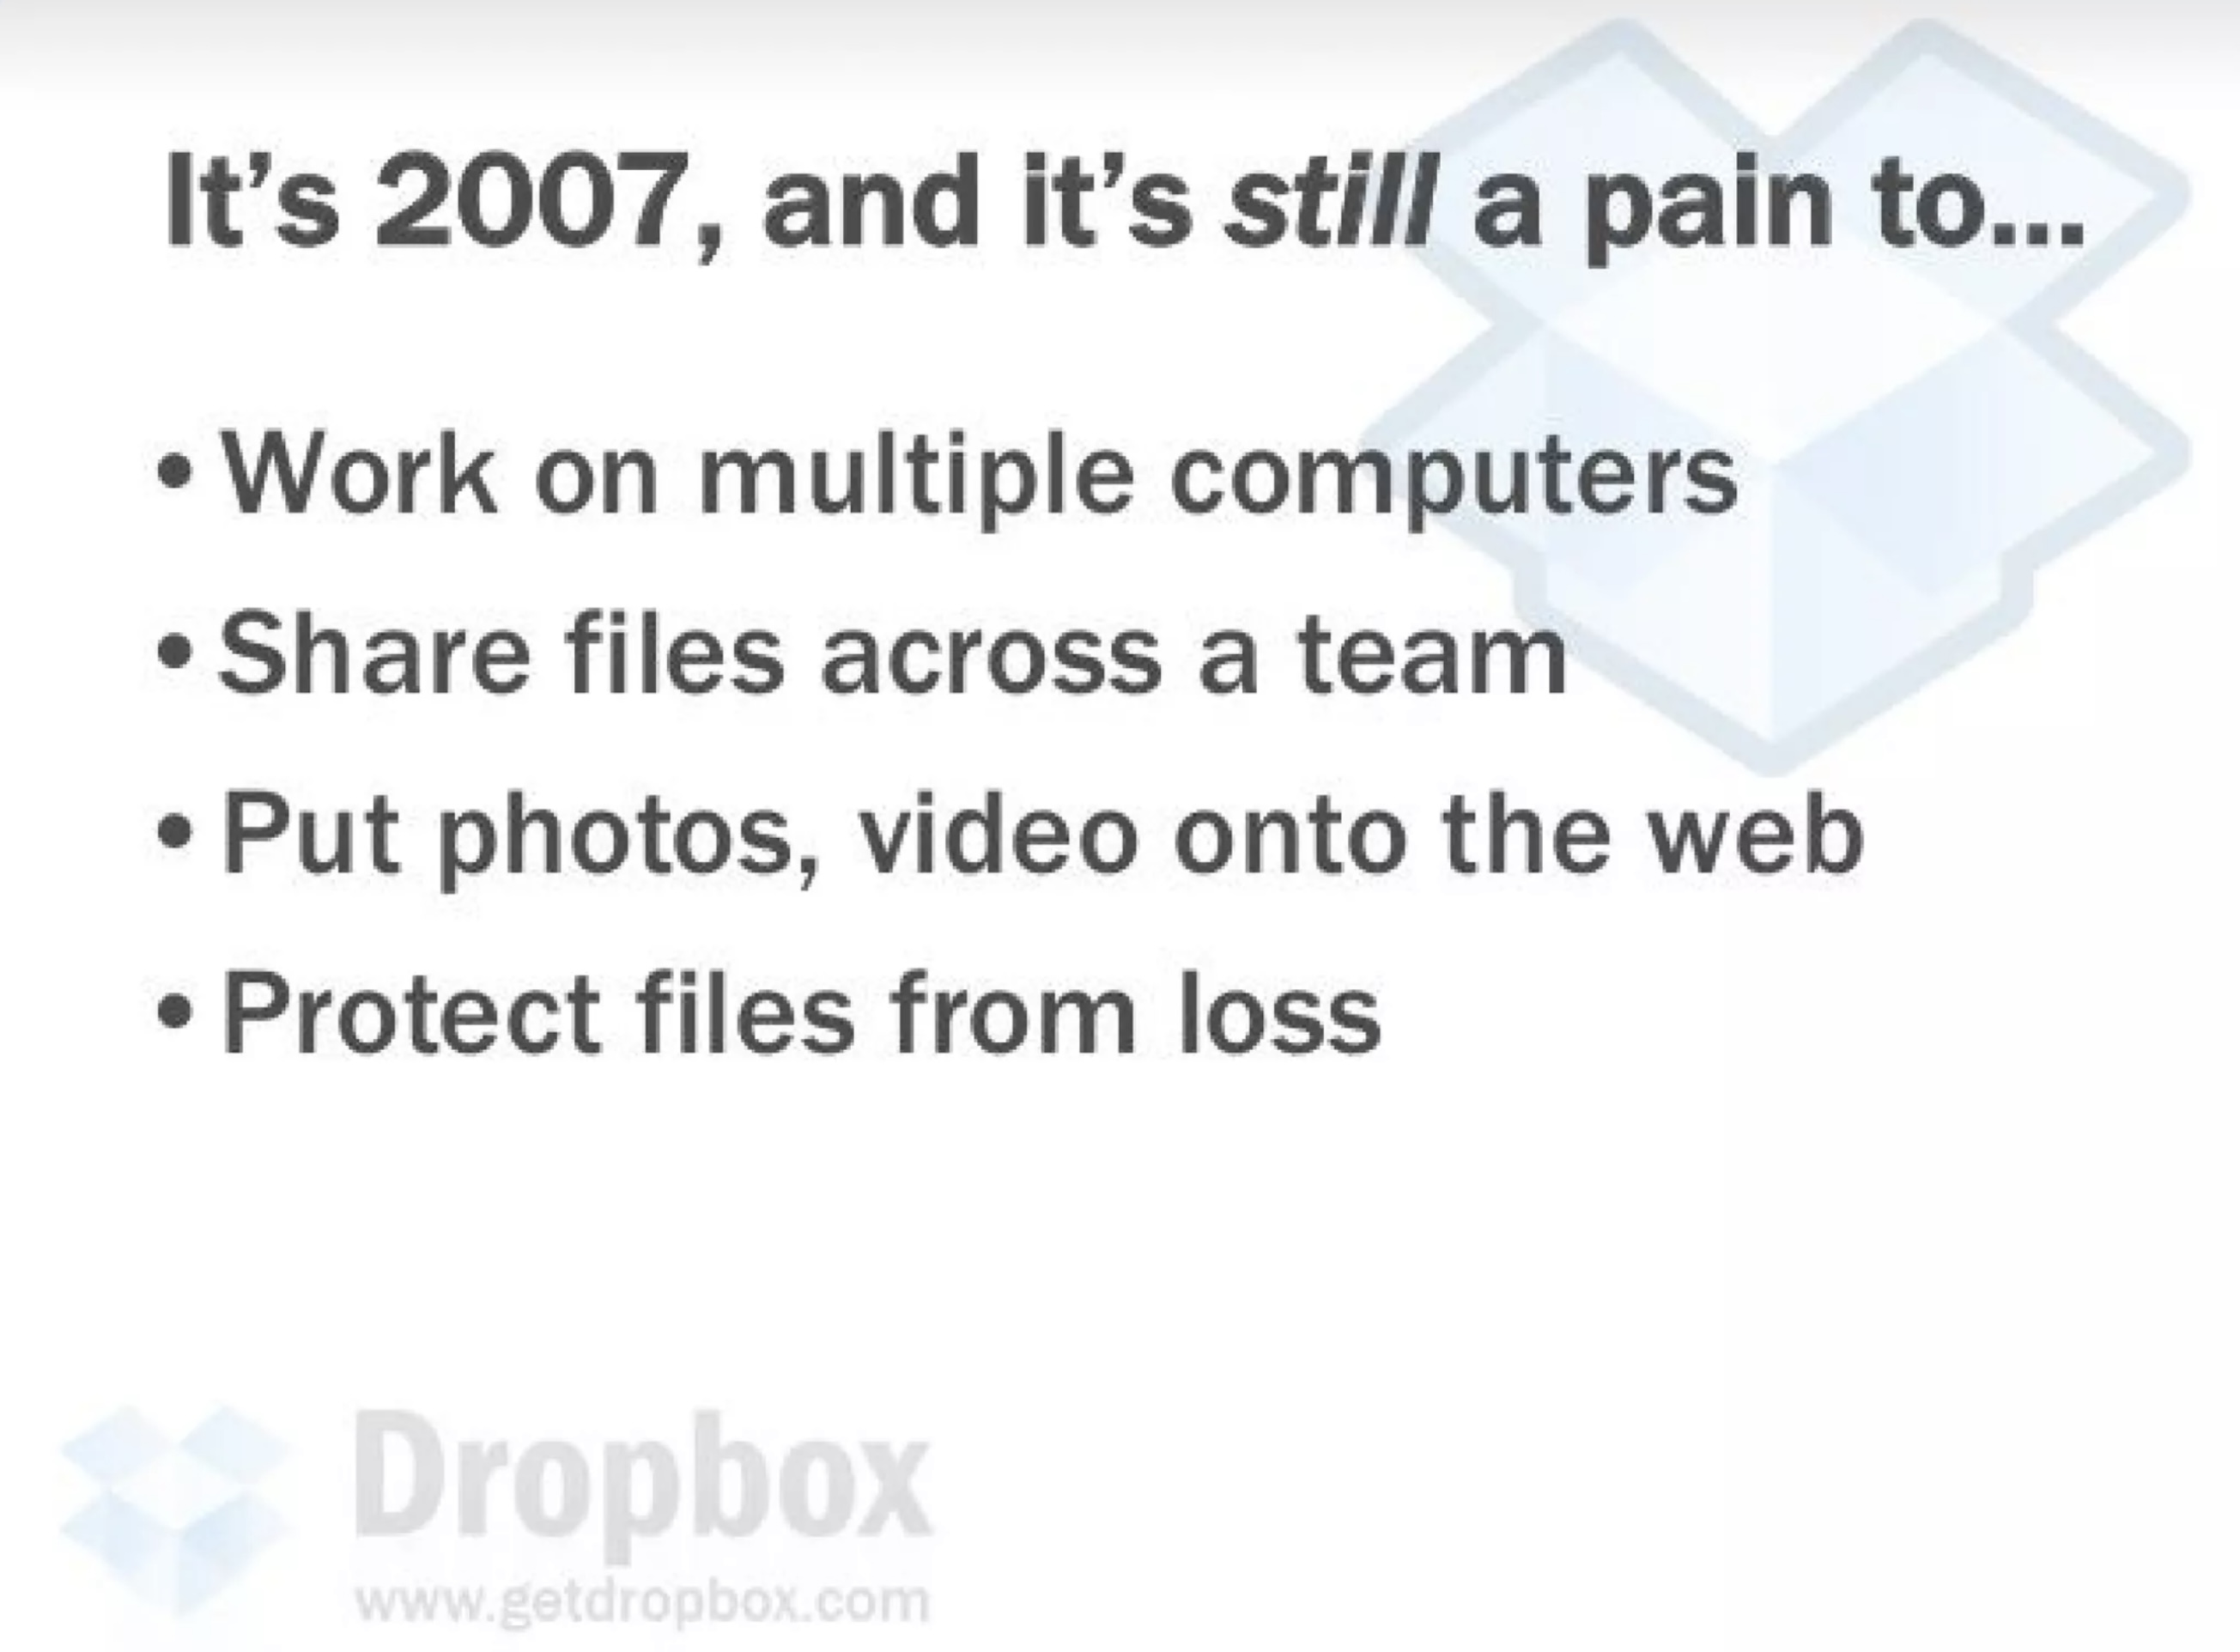 It’s 2007, and it’s still a pain to...
• Work on multiple computers
• Share files across a team
• Put photos, video onto the web
• Protect files from loss
Dropbox
www.getdropbox.com